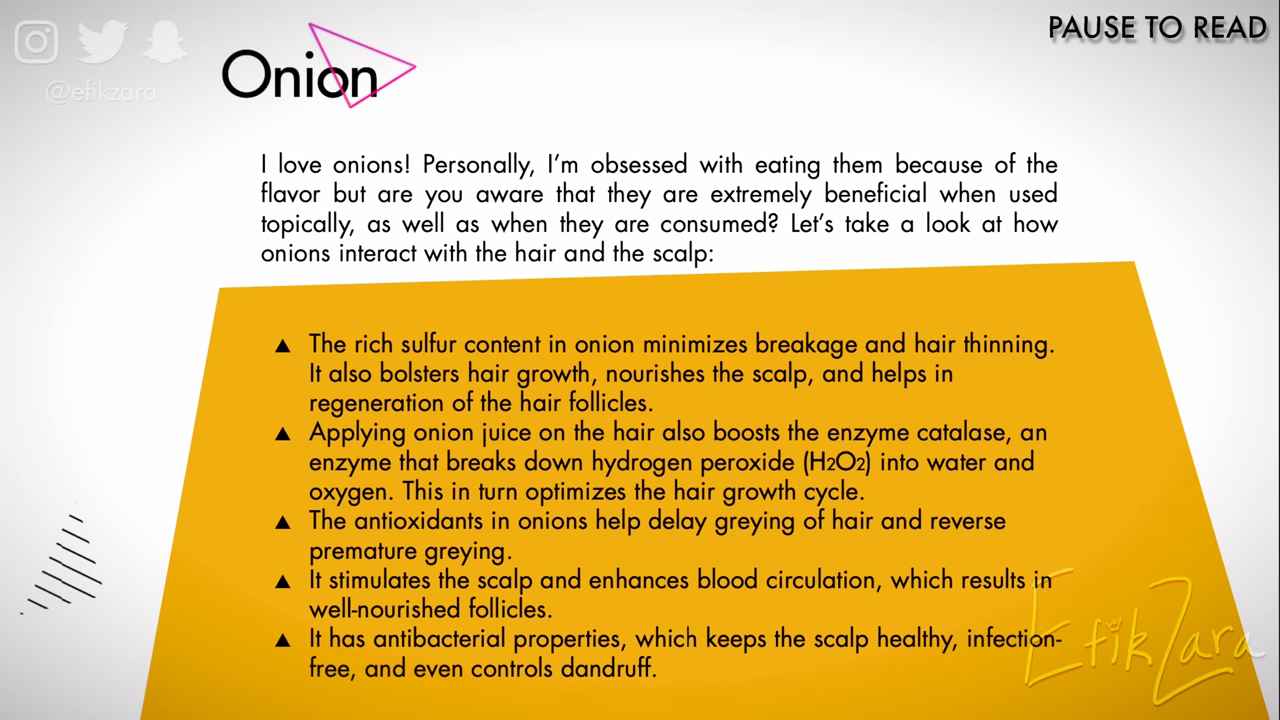 PAUSE TO READ
@efikzara
Onion
I love onions! Personally, I'm obsessed with eating them because of the
flavor but are you aware that they are extremely beneficial when used
topically, as well as when they are consumed? Let's take a look at how
onions interact with the hair and the scalp:
▲ The rich sulfur content in onion minimizes breakage and hair thinning.
It also bolsters hair growth, nourishes the scalp, and helps in
regeneration of the hair follicles.
▲ Applying onion juice on the hair also boosts the enzyme catalase, an
enzyme that breaks down hydrogen peroxide (H2O2) into water and
oxygen. This in turn optimizes the hair growth cycle.
▲ The antioxidants in onions help delay greying of hair and reverse
premature greying.
▲ It stimulates the scalp and enhances blood circulation, which results in
well-nourished follicles.
▲ It has antibacterial properties, which keeps the scalp healthy, infection-
free, and even controls dandruff.
EfikZara